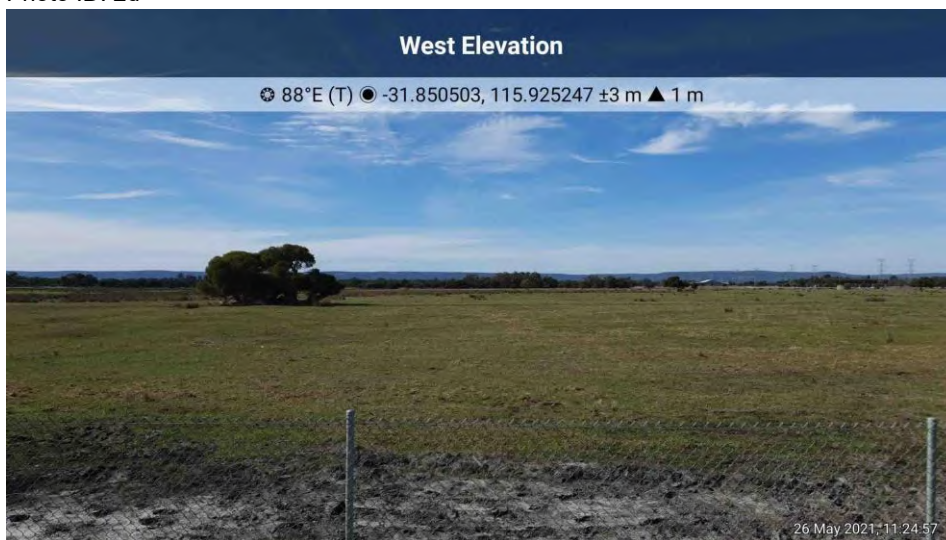 West Elevation
88°E (T) -31.850503, 115.925247 ±3 m ▲ 1 m
26 May 2021, 11:24:57